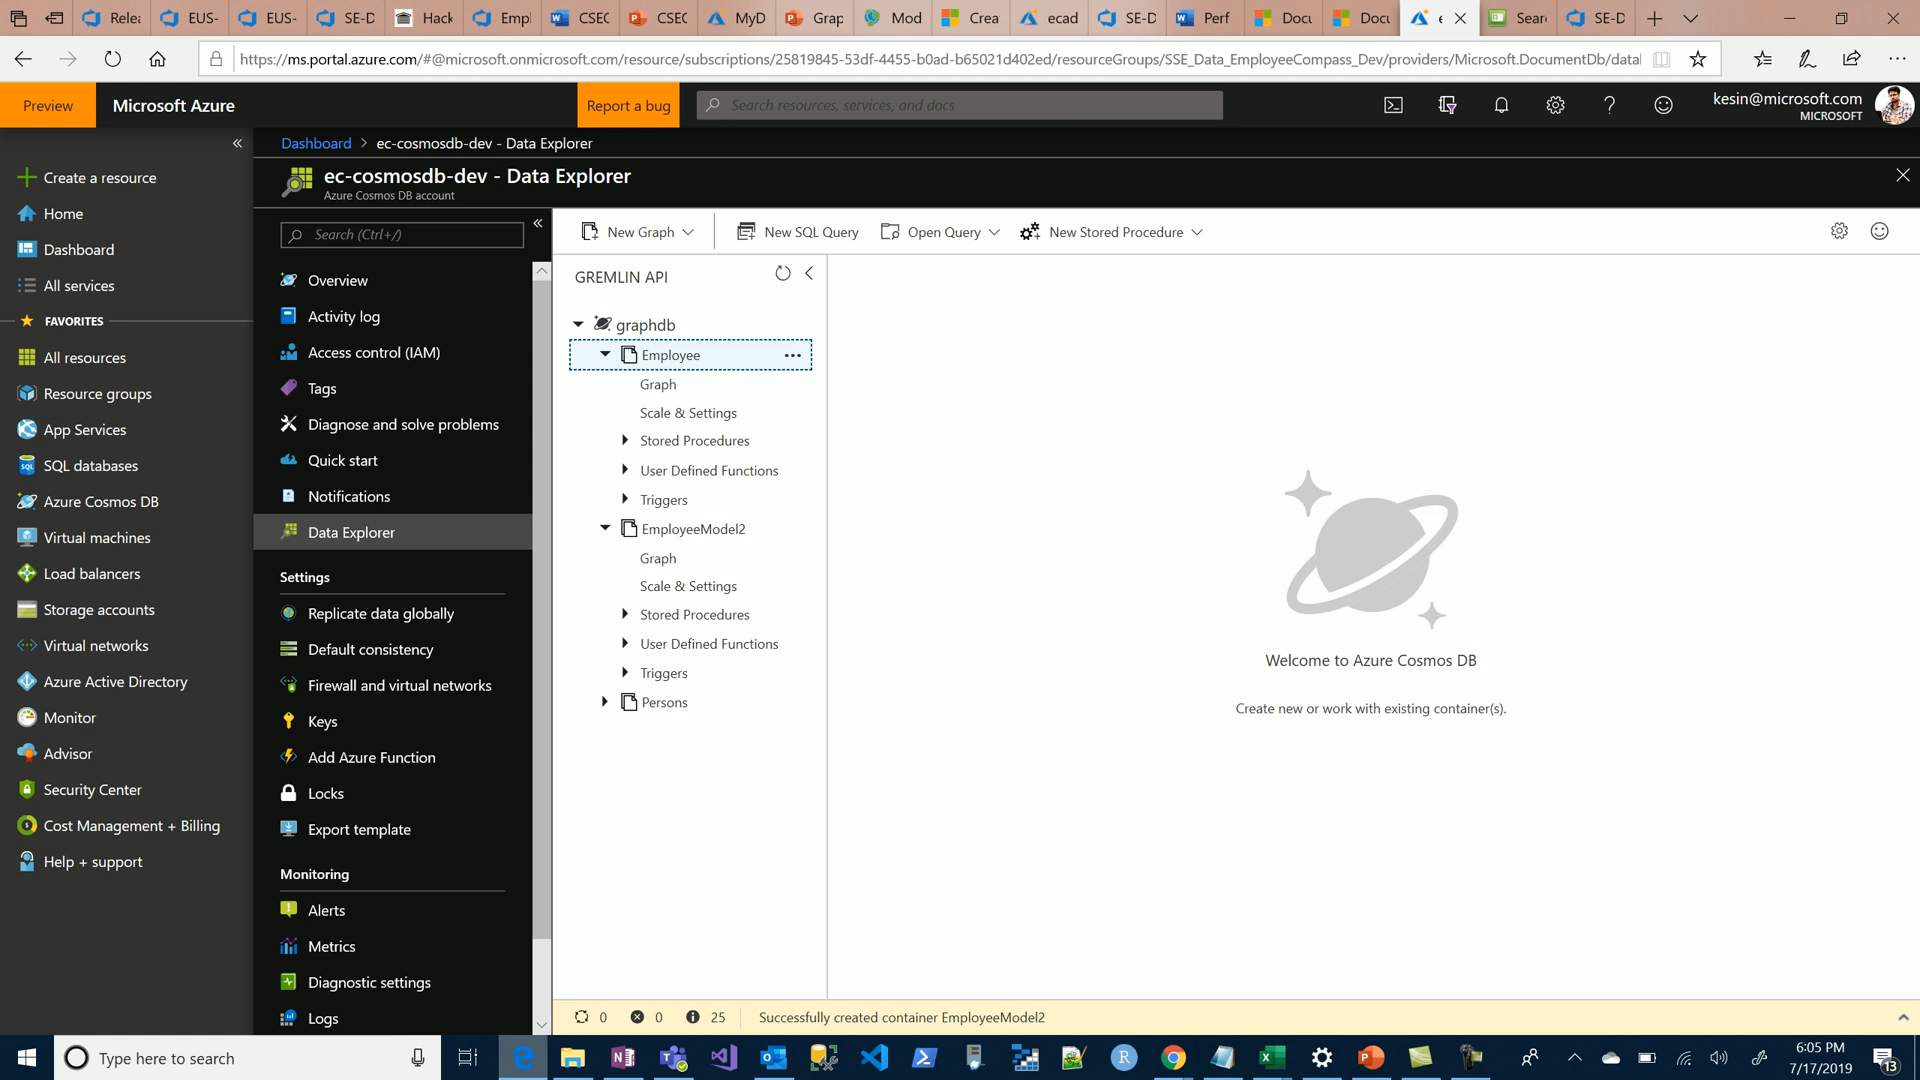 Relea
EUS-
EUS-
SE-D
Hack
Empl
CSEC
CSEC
MyD
Grap
Mod
Crea
ecad
SE-D
Perf
Docu
Docu
e
Sear
SE-D
https://ms.portal.azure.com/#@microsoft.onmicrosoft.com/resource/subscriptions/25819845-53df-4455-b0ad-b65021d402ed/resourceGroups/SSE_Data_EmployeeCompass_Dev/providers/Microsoft.DocumentDb/datal
Preview
Microsoft Azure
Report a bug
Search resources, services, and docs
kesin@microsoft.com
MICROSOFT
Dashboard > ec-cosmosdb-dev - Data Explorer
ec-cosmosdb-dev - Data Explorer
Azure Cosmos DB account
Create a resource
Home
Dashboard
All services
FAVORITES
All resources
Resource groups
App Services
SQL databases
Azure Cosmos DB
Virtual machines
Load balancers
Storage accounts
Virtual networks
Azure Active Directory
Monitor
Advisor
Security Center
Cost Management + Billing
Help + support
Search (Ctrl+/)
Overview
Activity log
Access control (IAM)
Tags
Diagnose and solve problems
Quick start
Notifications
Data Explorer
Settings
Replicate data globally
Default consistency
Firewall and virtual networks
Keys
Add Azure Function
Locks
Export template
Monitoring
Alerts
Metrics
Diagnostic settings
Logs
New Graph
New SQL Query
Open Query
New Stored Procedure
GREMLIN API
graphdb
Employee
Graph
Scale & Settings
Stored Procedures
User Defined Functions
Triggers
EmployeeModel2
Graph
Scale & Settings
Stored Procedures
User Defined Functions
Triggers
Persons
Welcome to Azure Cosmos DB
Create new or work with existing container(s).
0
0
25
Successfully created container EmployeeModel2
Type here to search
6:05 PM
7/17/2019
13